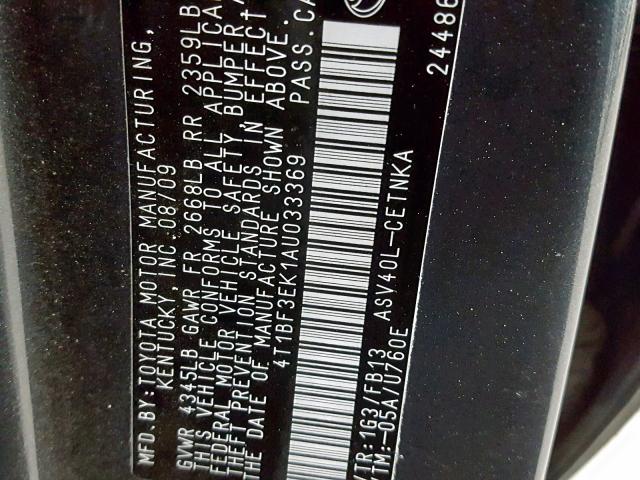 MFD.BY:TOYOTA MOTOR MANUFACTURING,
KENTUCKY,INC.08/09
GVWR 4345LB GAWR FR 2668LB RR 2359LB
THIS VEHICLE CONFORMS TO ALL APPLICA
FEDERAL MOTOR VEHICLE SAFETY, BUMPER,
THEFT PREVENTION STANDARDS IN EFFECT
THE DATE OF MANUFACTURE SHOWN ABOVE.
4T1BF3EK1AU033369 PASS.CA
/TR:1G3/FB13 ASV40L-CETNKA
/TM:-05A/U760E
24486